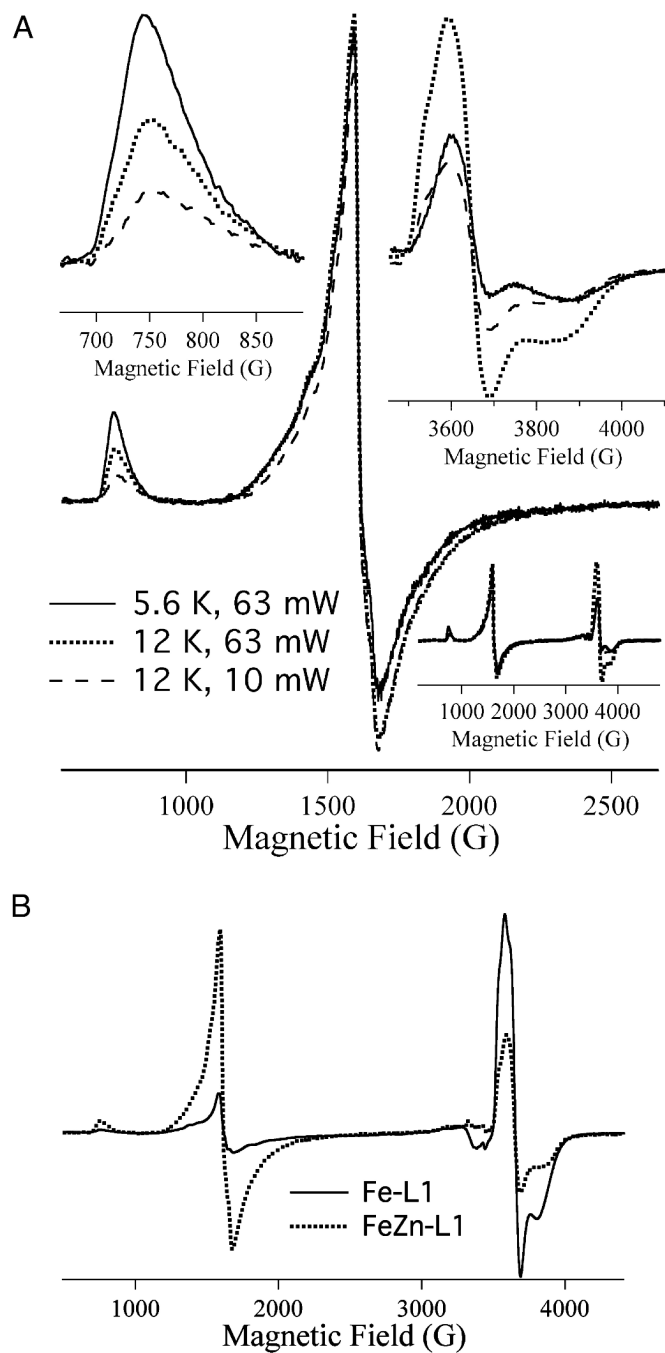 A
700 750 800 850
Magnetic Field (G)
3600 3800 4000
Magnetic Field (G)
5.6 K, 63 mW
12 K, 63 mW
12 K, 10 mW
1000 2000 3000 4000
Magnetic Field (G)
1000 1500 2000 2500
Magnetic Field (G)
B
Fe-L1
FeZn-L1
1000 2000 3000 4000
Magnetic Field (G)